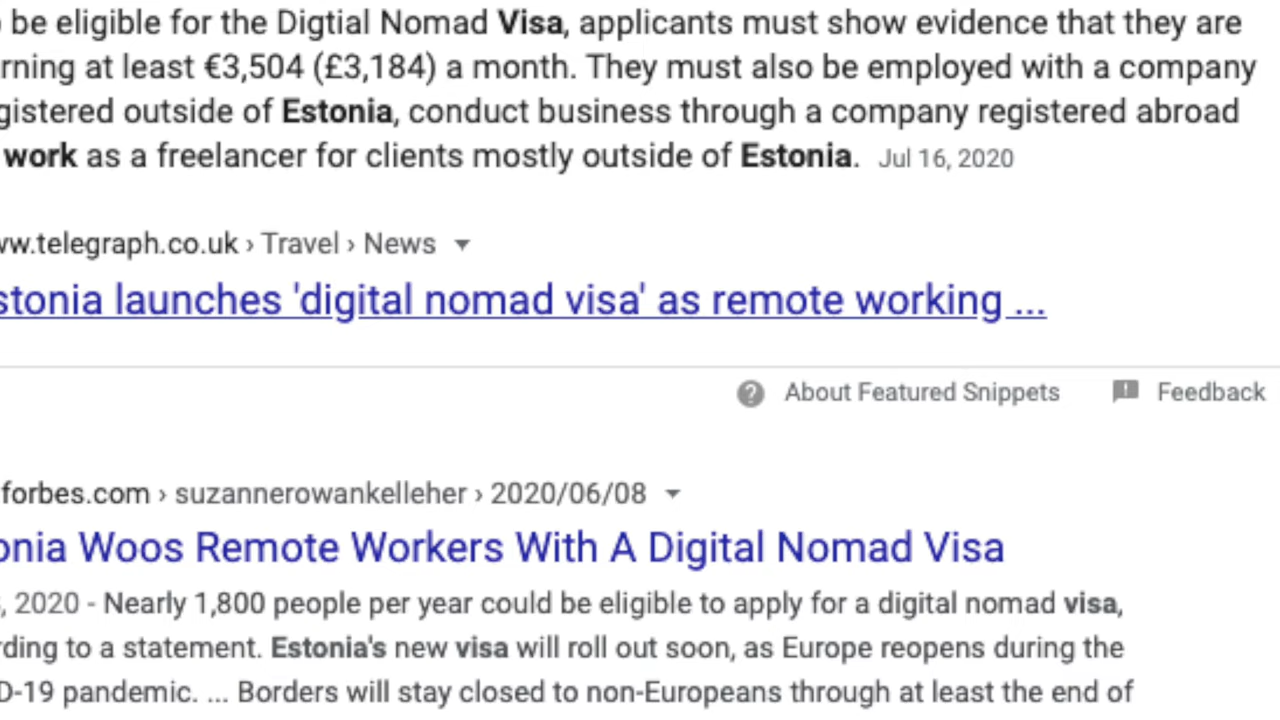 be eligible for the Digtial Nomad Visa, applicants must show evidence that they are
rning at least €3,504 (£3,184) a month. They must also be employed with a company
gistered outside of Estonia, conduct business through a company registered abroad
work as a freelancer for clients mostly outside of Estonia. Jul 16, 2020
ww.telegraph.co.uk › Travel › News
stonia launches 'digital nomad visa' as remote working ...
About Featured Snippets Feedback
forbes.com › suzannerowankelleher › 2020/06/08
onia Woos Remote Workers With A Digital Nomad Visa
, 2020 - Nearly 1,800 people per year could be eligible to apply for a digital nomad visa,
rding to a statement. Estonia's new visa will roll out soon, as Europe reopens during the
D-19 pandemic. ... Borders will stay closed to non-Europeans through at least the end of